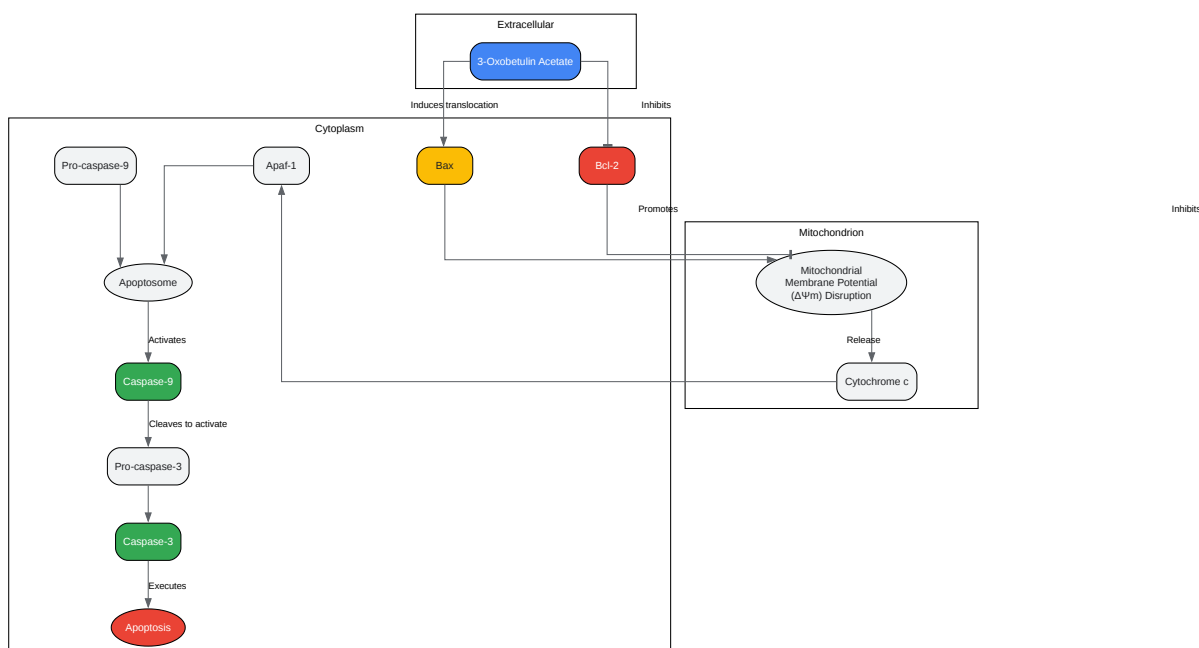 Extracellular
3-Oxobetulin Acetate
Induces translocation
Inhibits
Cytoplasm
Pro-caspase-9
Apaf-1
Bax
Bcl-2
Promotes
Inhibits
Mitochondrion
Apoptosome
Mitochondrial
Membrane Potential
(ΔΨm) Disruption
Activates
Release
Caspase-9
Cytochrome c
Cleaves to activate
Pro-caspase-3
Caspase-3
Executes
Apoptosis